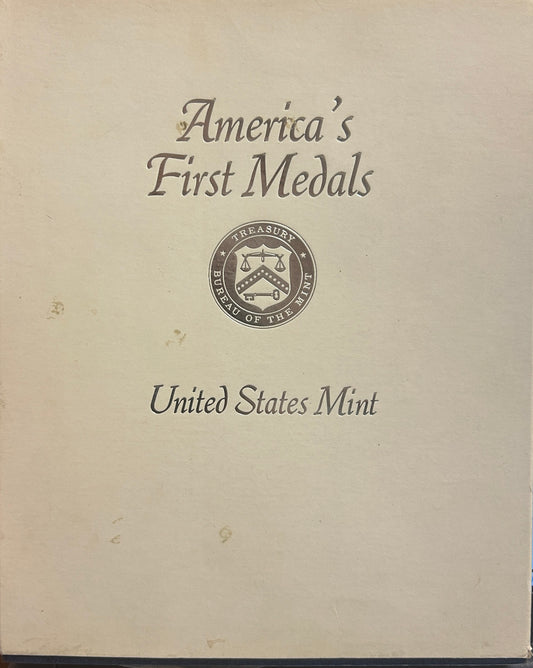 America's
First Medals
TREASURY
BUREAU OF THE MINT
United States Mint